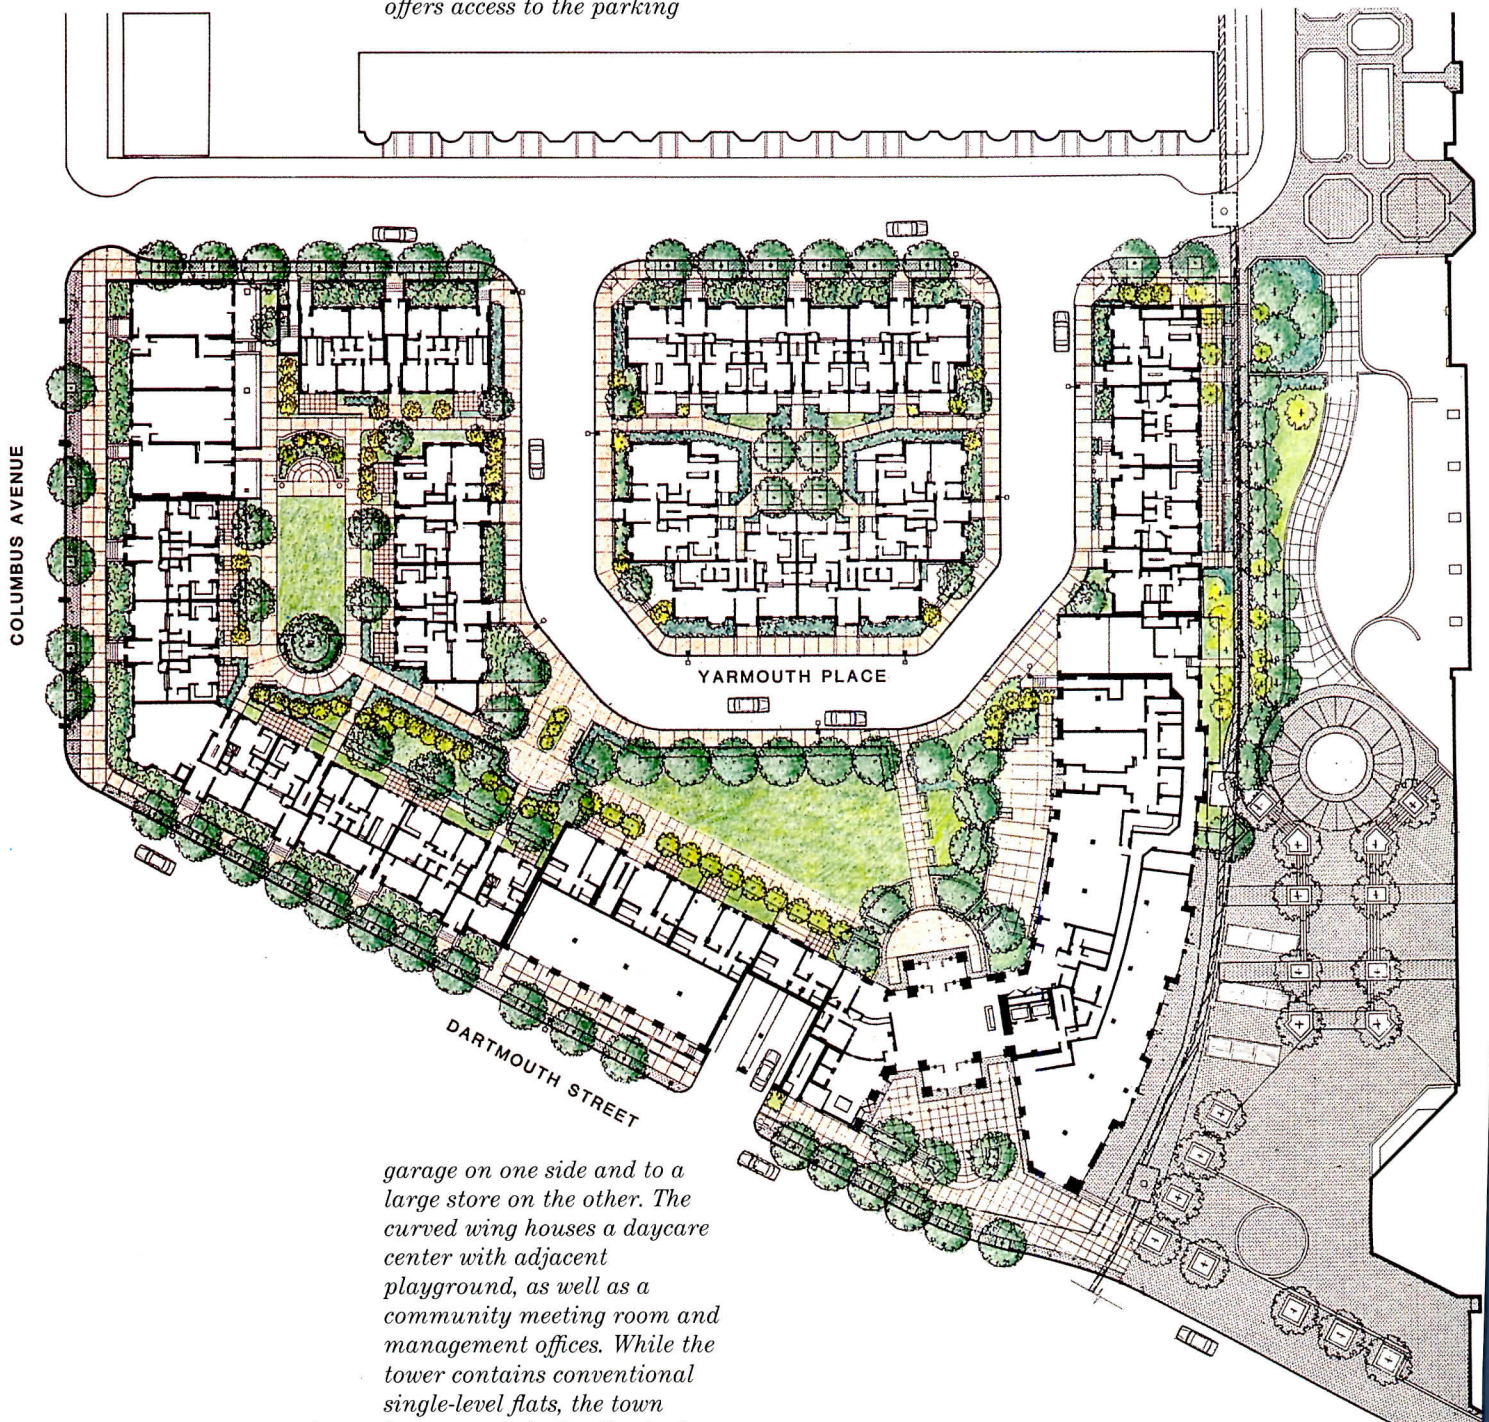 offers access to the parking
COLUMBUS AVENUE
YARMOUTH PLACE
DARTMOUTH STREET
garage on one side and to a
large store on the other. The
curved wing houses a daycare
center with adjacent
playground, as well as a
community meeting room and
management offices. While the
tower contains conventional
single-level flats, the town